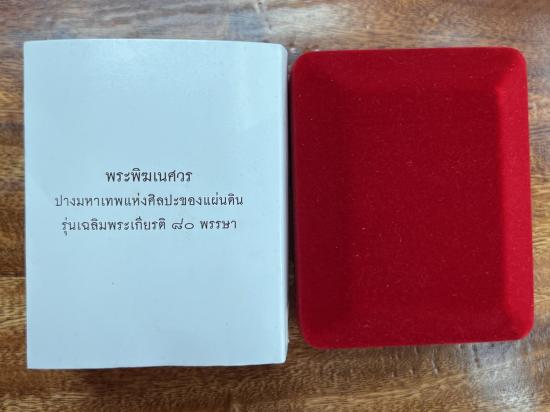 พระพิฆเนศวร
ปางมหาเทพแห่งศิลปะของแผ่นดิน
รุ่นเฉลิมพระเกียรติ ๘๐ พรรษา